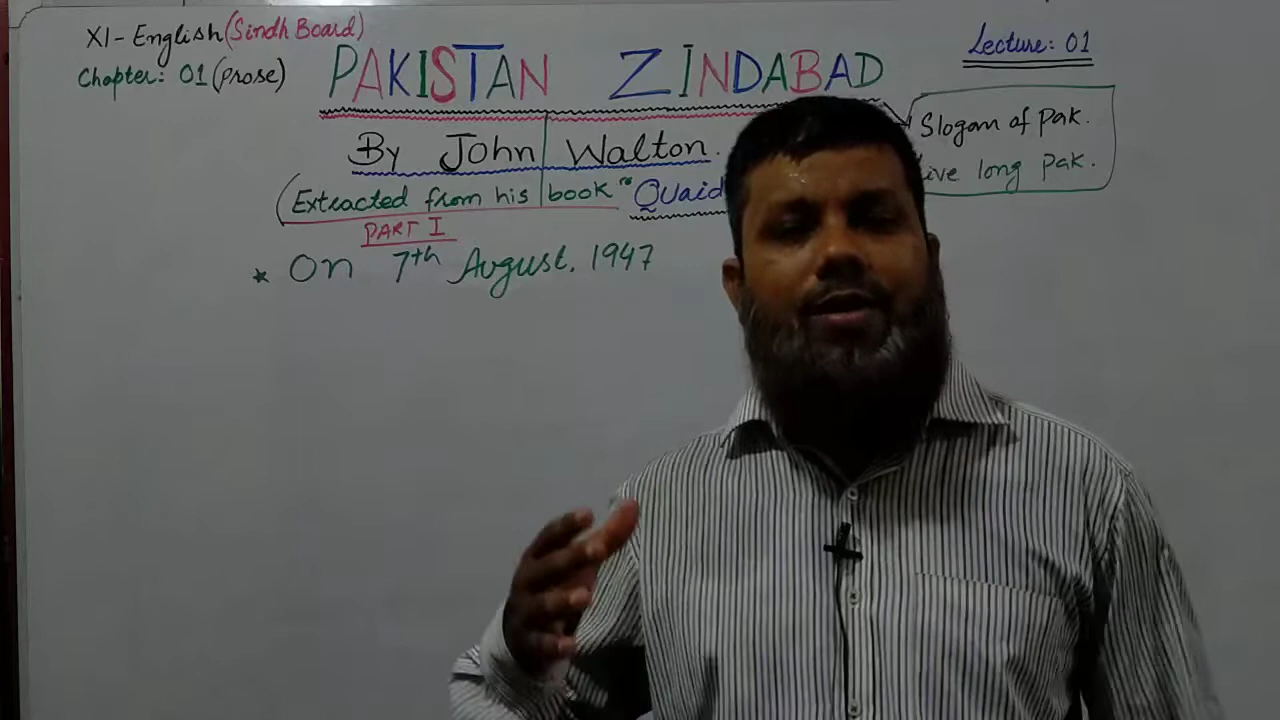 XI-English (Sindh Board)
Chapter: 01 (Prose)
PAKISTAN ZINDABAD
Lecture: 01
By John Walton.
(Extracted from his book "Quaid
Slogan of Pak.
Live long Pak.
PART I
* On 7th August, 1947